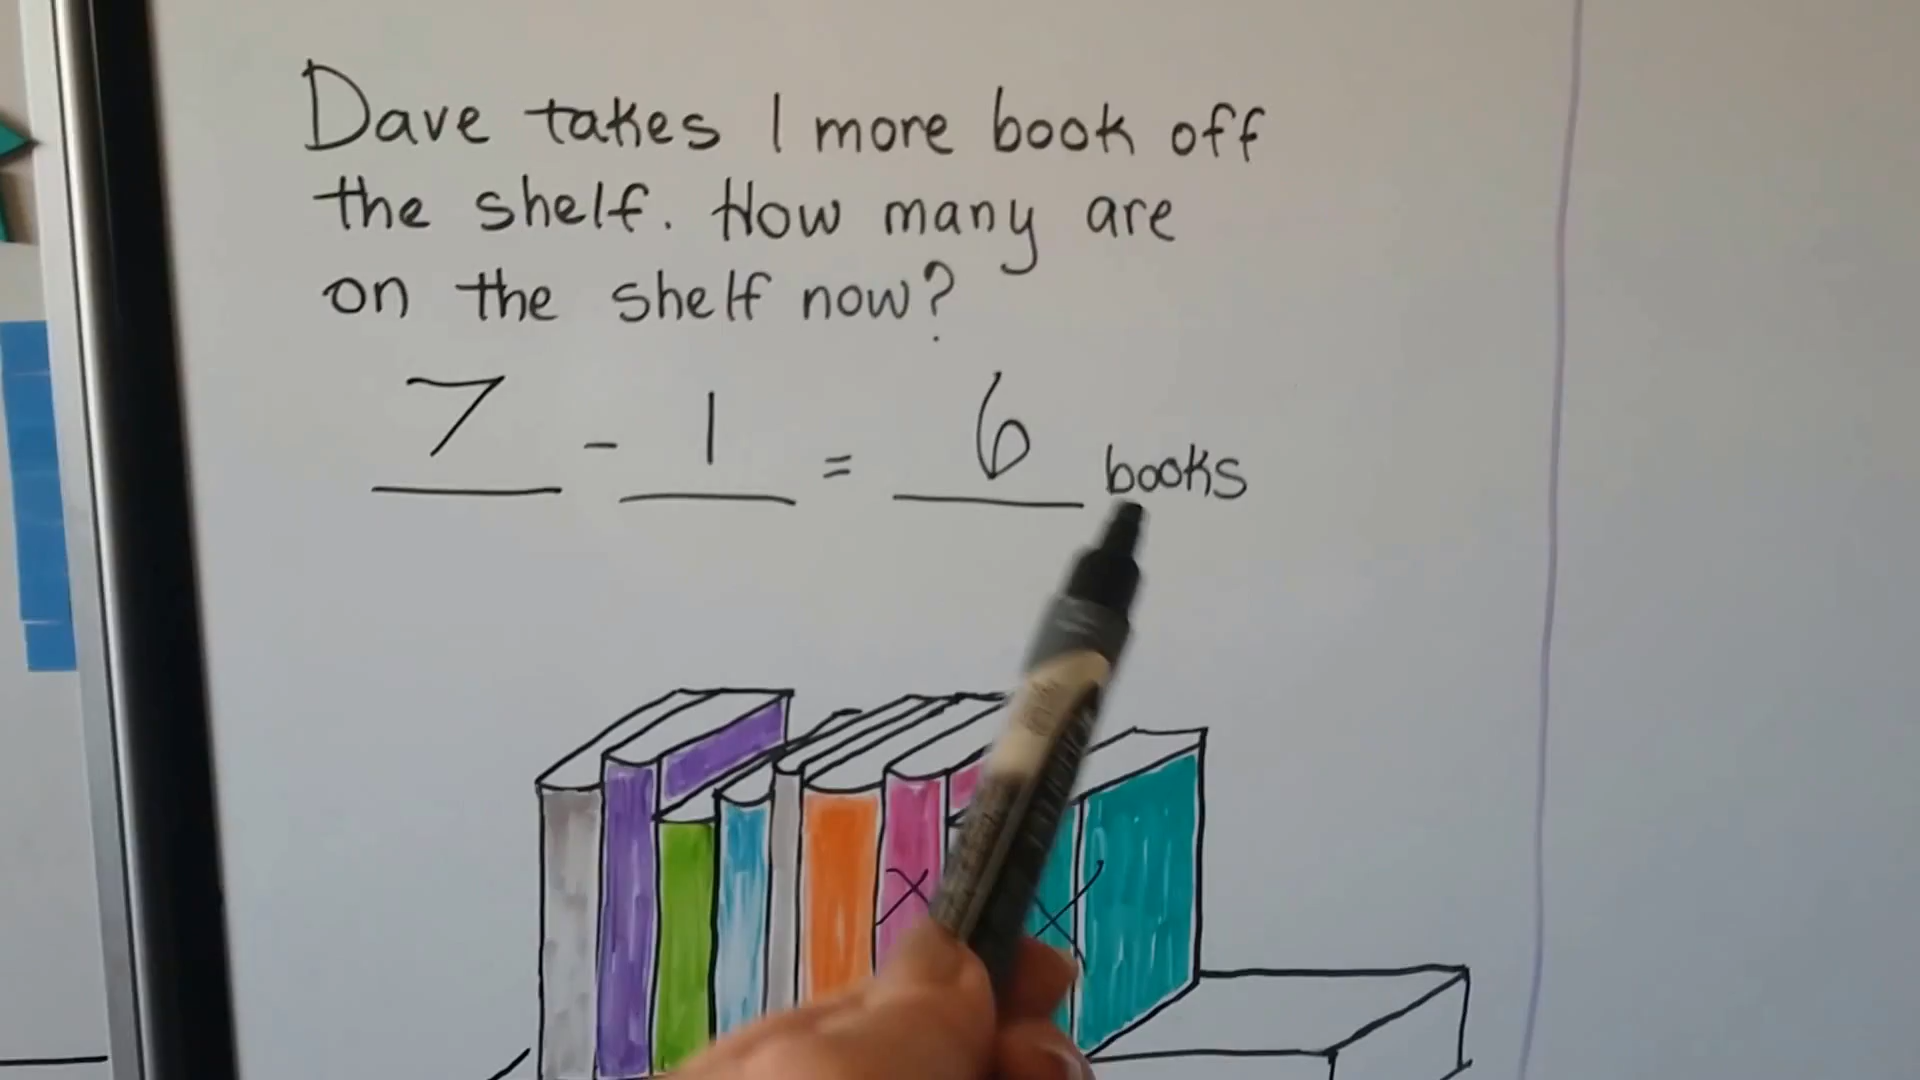 Dave takes 1 more book off
the shelf. How many are
on the shelf now?
7 - 1 = 6 books